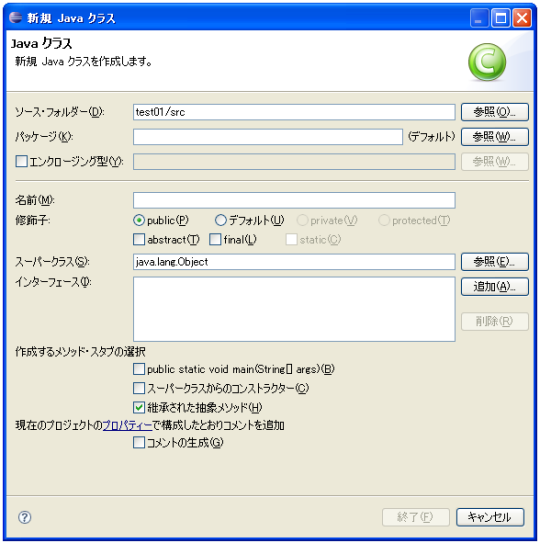 新規 Java クラス
Java クラス
新規 Java クラスを作成します。
C
ソース・フォルダー(D): test01/src 参照(O)...
パッケージ(K): (デフォルト) 参照(W)...
エンクロージング型(Y): 参照(W)...
名前(M):
修飾子: public(P) デフォルト(U) private(V) protected(T)
abstract(T) final(L) static(C)
スーパークラス(S): java.lang.Object 参照(E)...
インターフェース(I): 追加(A)...
削除(R)
作成するメソッド・スタブの選択
public static void main(String[] args)(B)
スーパークラスからのコンストラクター(C)
継承された抽象メソッド(H)
現在のプロジェクトのプロパティーで構成したとおりコメントを追加
コメントの生成(G)
? 終了(F) キャンセル